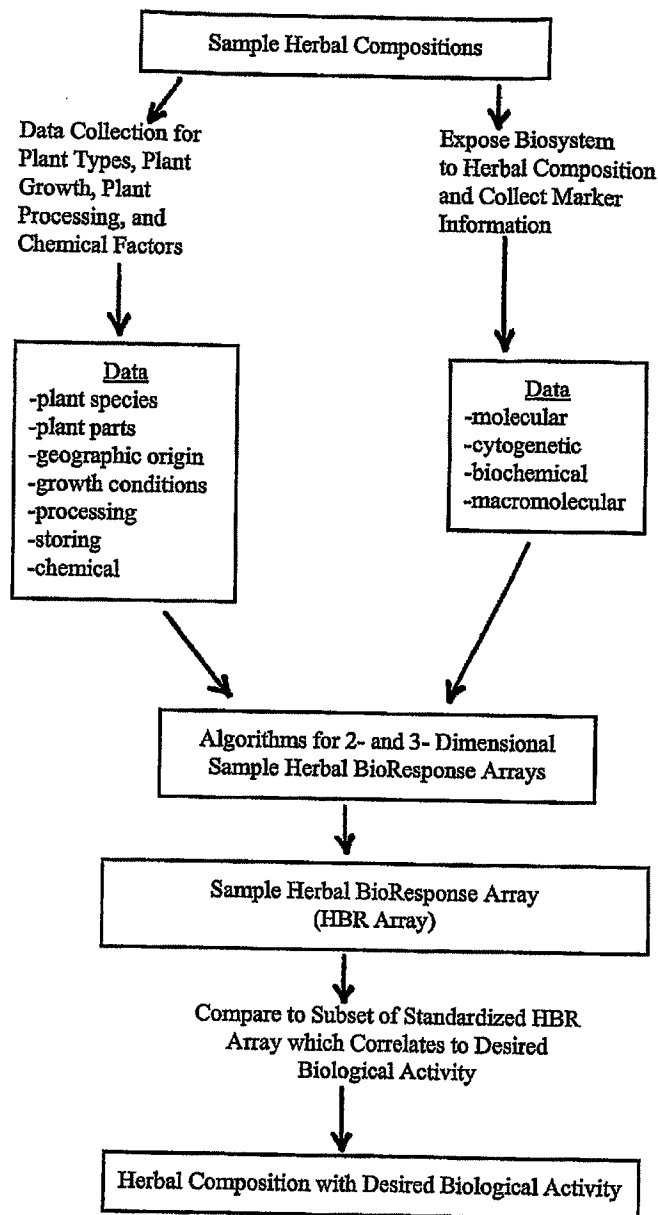 Sample Herbal Compositions
Data Collection for
Plant Types, Plant
Growth, Plant
Processing, and
Chemical Factors
Expose Biosystem
to Herbal Composition
and Collect Marker
Information
Data
-plant species
-plant parts
-geographic origin
-growth conditions
-processing
-storing
-chemical
Data
-molecular
-cytogenetic
-biochemical
-macromolecular
Algorithms for 2- and 3- Dimensional
Sample Herbal BioResponse Arrays
Sample Herbal BioResponse Array
(HBR Array)
Compare to Subset of Standardized HBR
Array which Correlates to Desired
Biological Activity
Herbal Composition with Desired Biological Activity